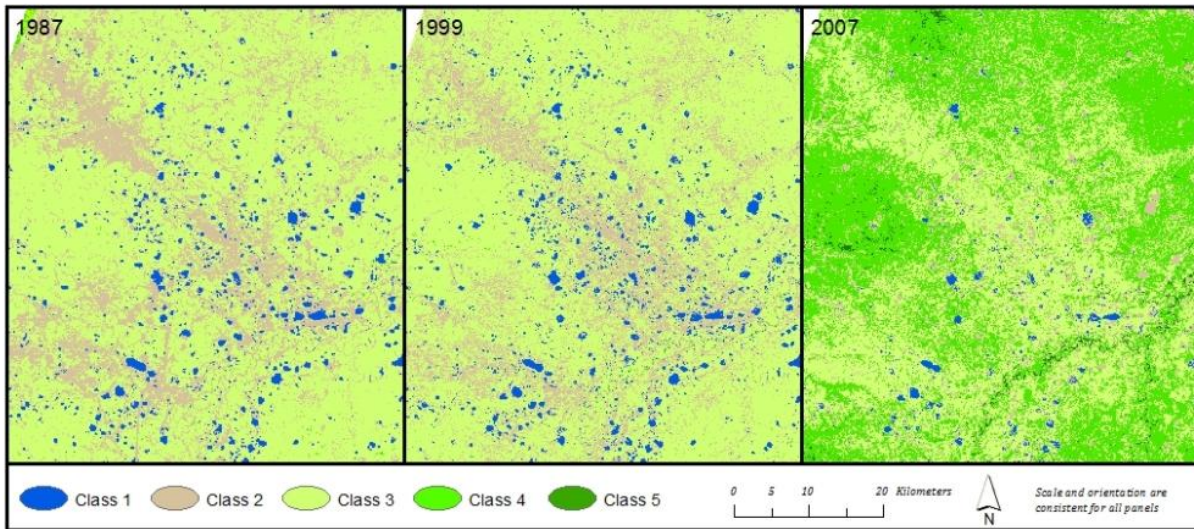 1987
1999
2007
Class 1
Class 2
Class 3
Class 4
Class 5
0 5 10 20 Kilometers
N
Scale and orientation are
consistent for all panels